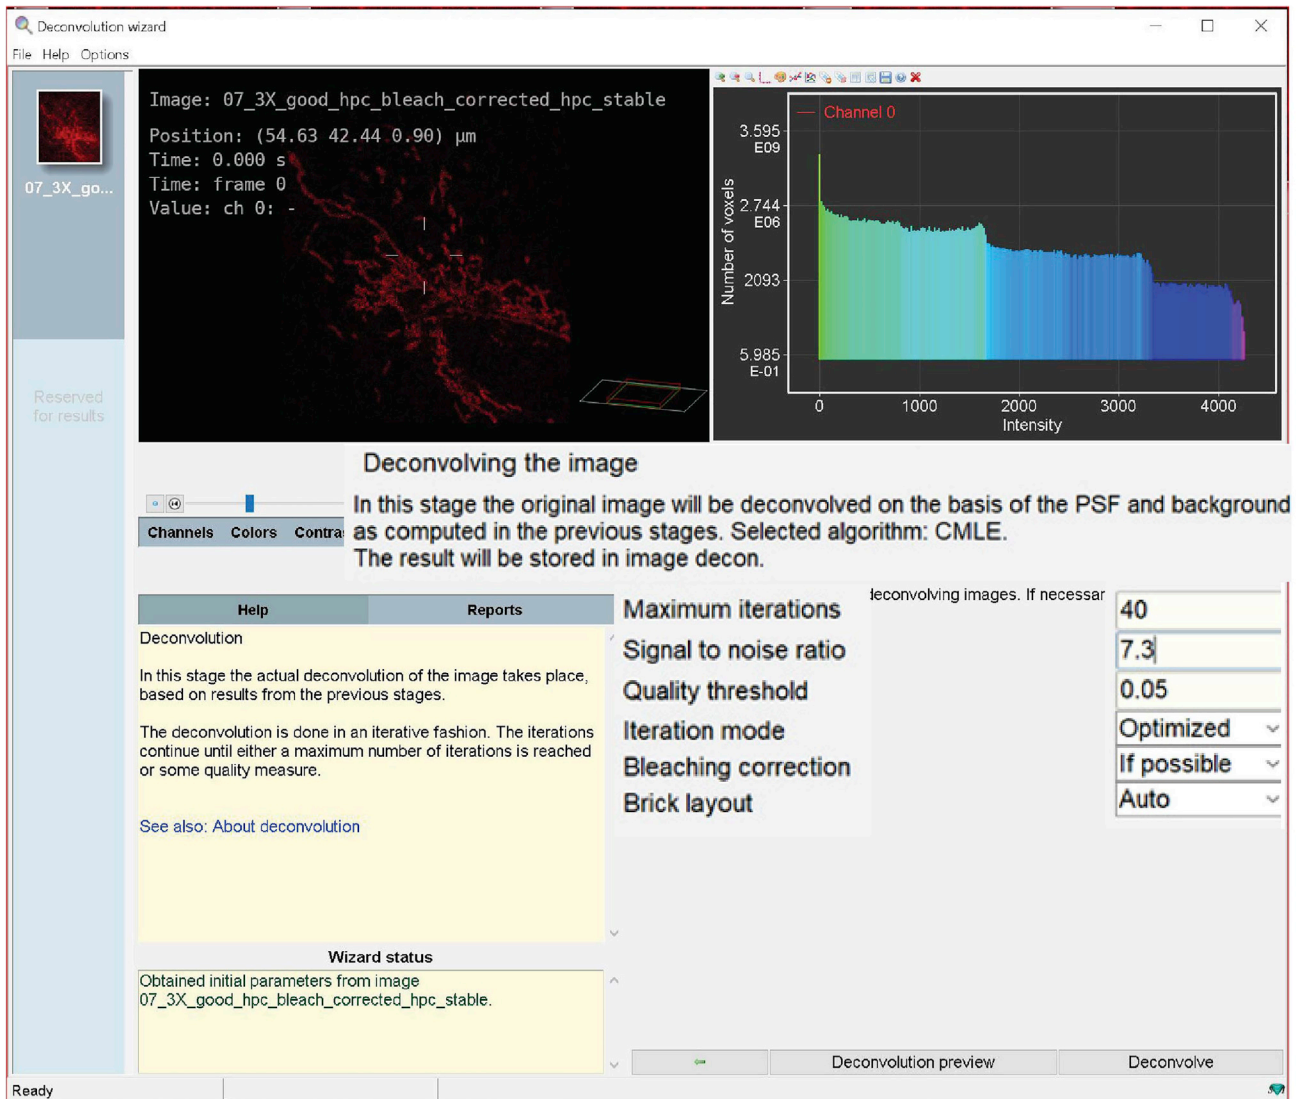 Deconvolution wizard
File Help Options
07_3X_go...
Reserved
for results
Image: 07_3X_good_hpc_bleach_corrected_hpc_stable
Position: (54.63 42.44 0.90) µm
Time: 0.000 s
Time: frame 0
Value: ch 0: -
Channel 0
3.595
E09
2.744
E06
2093
5.985
E-01
Number of voxels
0 1000 2000 3000 4000
Intensity
Deconvolving the image
In this stage the original image will be deconvolved on the basis of the PSF and background
as computed in the previous stages. Selected algorithm: CMLE.
The result will be stored in image decon.
Channels Colors Contra
Help Reports
Deconvolution
In this stage the actual deconvolution of the image takes place,
based on results from the previous stages.
The deconvolution is done in an iterative fashion. The iterations
continue until either a maximum number of iterations is reached
or some quality measure.
See also: About deconvolution
Wizard status
Obtained initial parameters from image
07_3X_good_hpc_bleach_corrected_hpc_stable.
deconvolving images. If necessar
Maximum iterations 40
Signal to noise ratio 7.3
Quality threshold 0.05
Iteration mode Optimized
Bleaching correction If possible
Brick layout Auto
Deconvolution preview Deconvolve
Ready